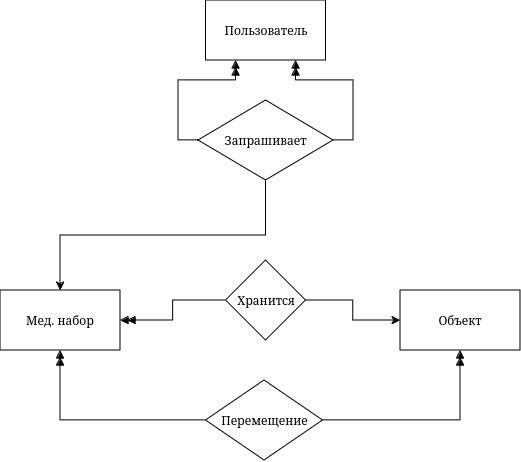 Пользователь
Запрашивает
Хранится
Мед. набор
Объект
Перемещение